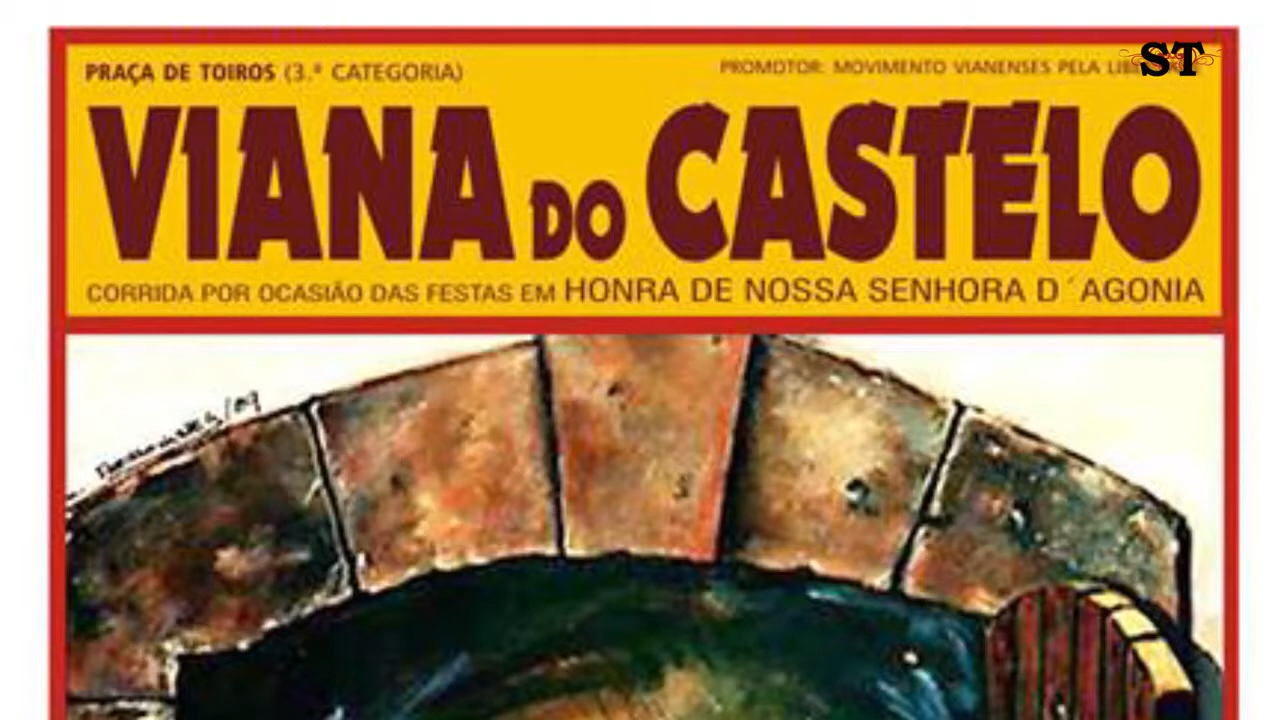 PRAÇA DE TOIROS (3.ª CATEGORIA)
PROMOTOR: MOVIMENTO VIANENSES PELA
ST
VIANA DO CASTELO
CORRIDA POR OCASIÃO DAS FESTAS EM HONRA DE NOSSA SENHORA D´AGONIA